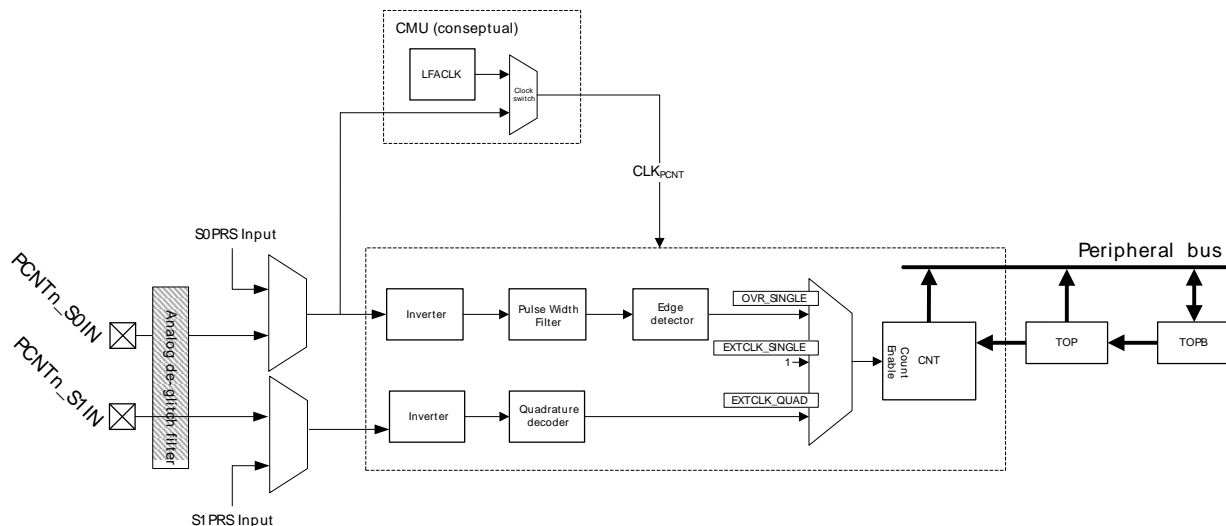 CMU (conseptual)
LFACLK
Clock
switch
CLKPCNT
S0PRS Input
PCNTn_S0IN
PCNTn_S1IN
Analog de-glitch filter
S1PRS Input
Inverter
Pulse Width
Filter
Edge
detector
Inverter
Quadrature
decoder
OVR_SINGLE
EXTCLK_SINGLE
1
EXTCLK_QUAD
Count
Enable
CNT
TOP
TOPB
Peripheral bus